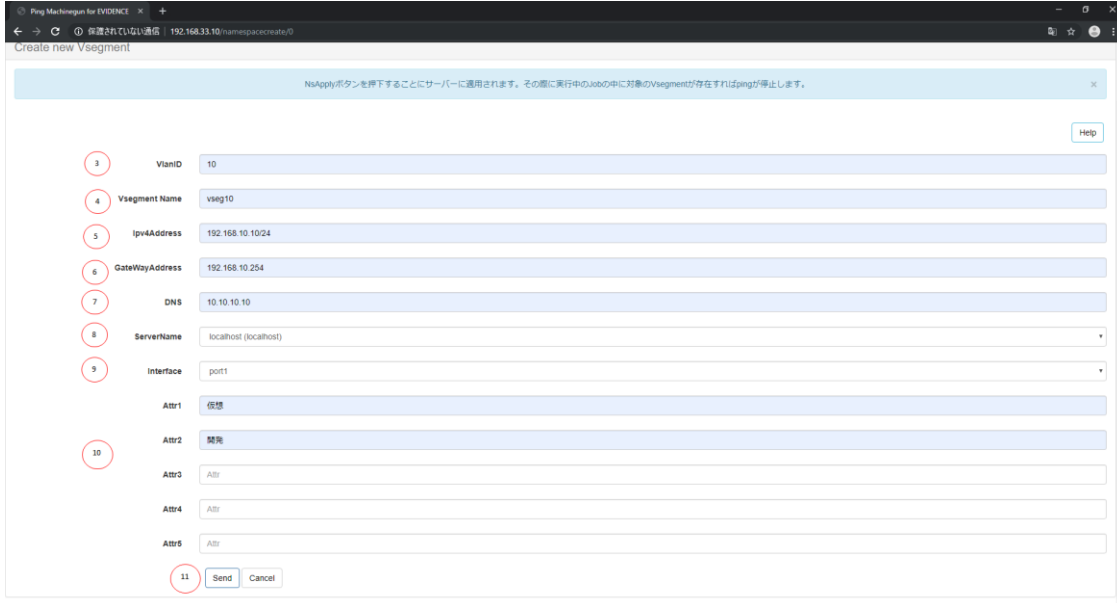 Ping Machinegun for EVIDENCE
保護されていない通信 | 192.168.33.10/namespacecreate/0
Create new Vsegment
NsApplyボタンを押下することにサーバーに適用されます。その際に実行中のJobの中に対象のVsegmentが存在すればpingが停止します。 ×
Help
3 VlanID 10
4 Vsegment Name vseg10
5 Ipv4Address 192.168.10.10/24
6 GateWayAddress 192.168.10.254
7 DNS 10.10.10.10
8 ServerName localhost (localhost)
9 Interface port1
Attr1 仮想
Attr2 開発
10
Attr3 Attr
Attr4 Attr
Attr5 Attr
11 Send Cancel